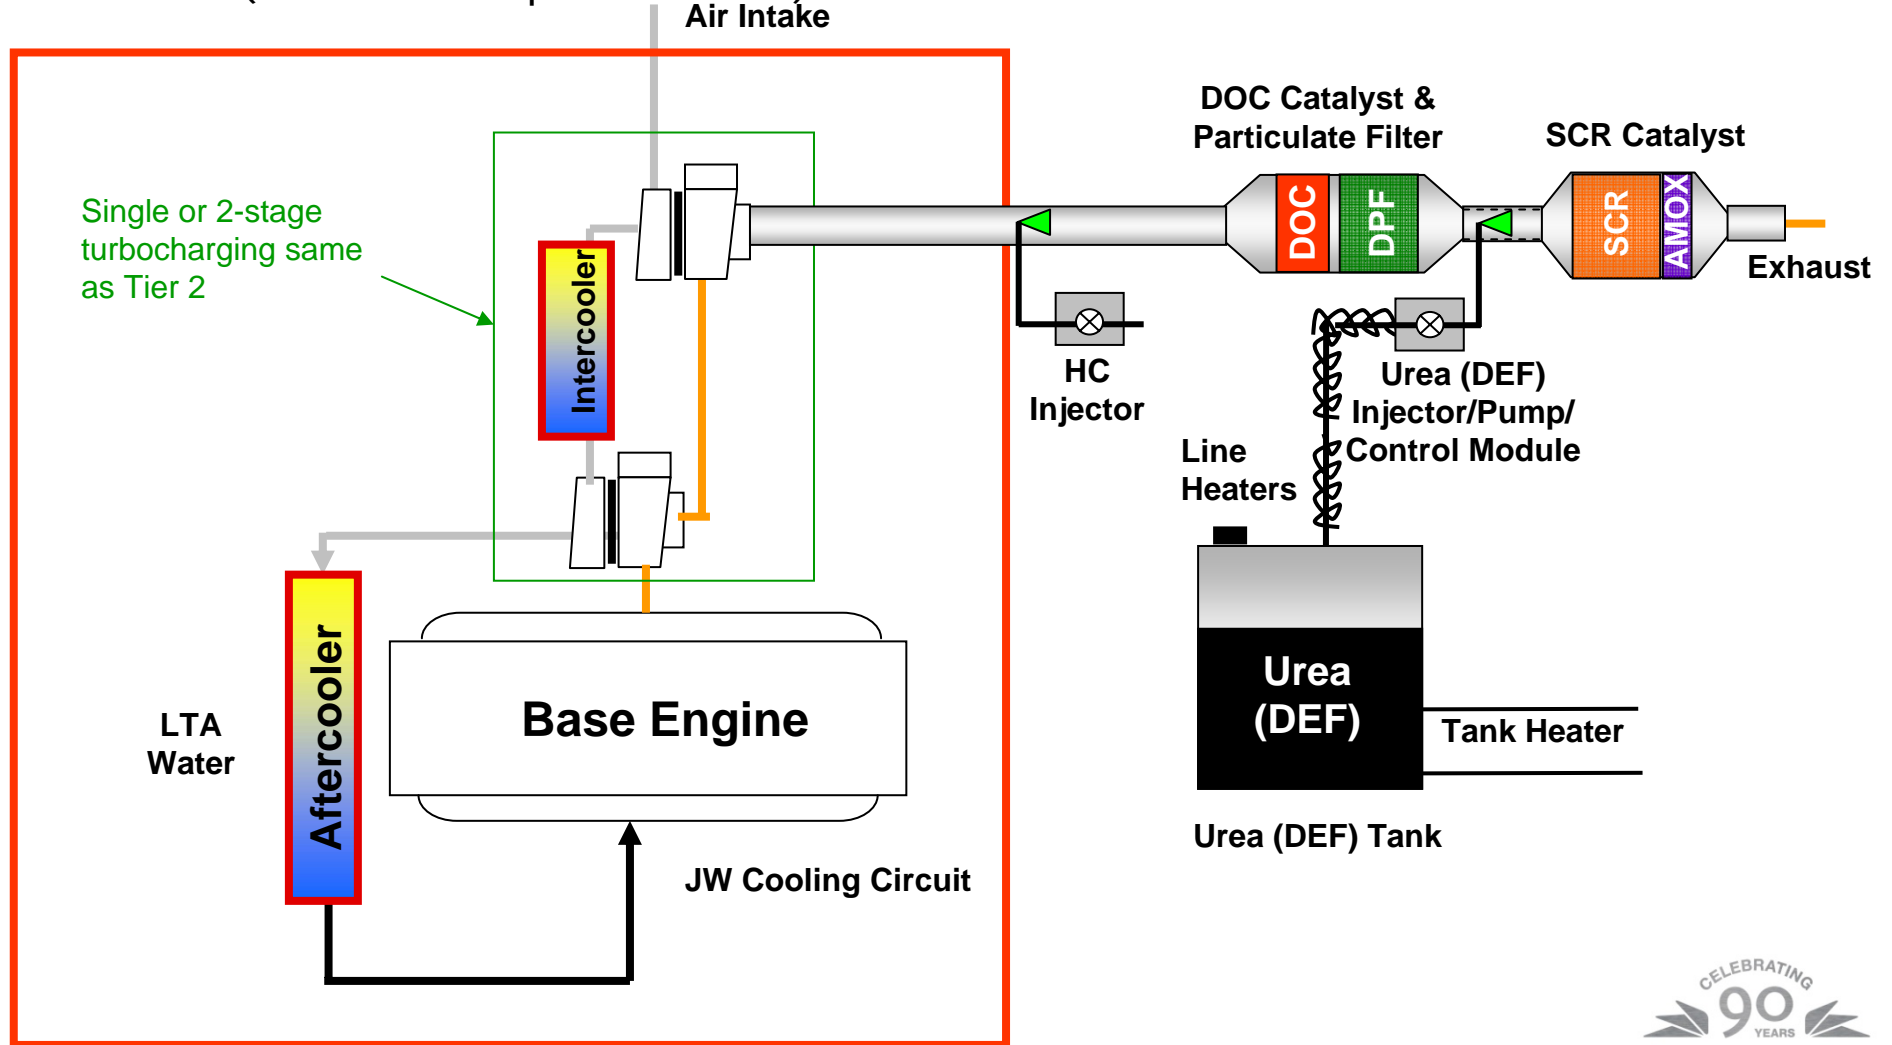 Air Intake
DOC Catalyst &
Particulate Filter
SCR Catalyst
Single or 2-stage
turbocharging same
as Tier 2
Intercooler
DOC
DPF
SCR
AMOX
Exhaust
HC
Injector
Urea (DEF)
Injector/Pump/
Control Module
Line
Heaters
Aftercooler
LTA
Water
Base Engine
Urea
(DEF)
Tank Heater
Urea (DEF) Tank
JW Cooling Circuit
CELEBRATING
90
YEARS